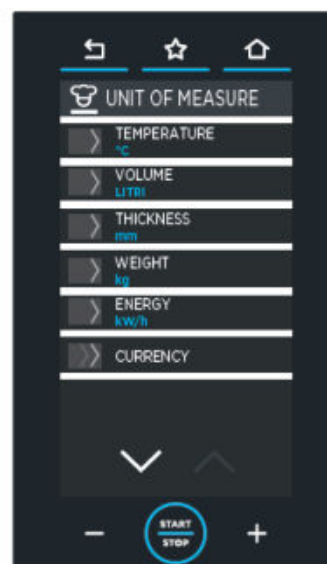 UNIT OF MEASURE
TEMPERATURE
°C
VOLUME
LITRI
THICKNESS
mm
WEIGHT
kg
ENERGY
kW/h
CURRENCY
START
STOP